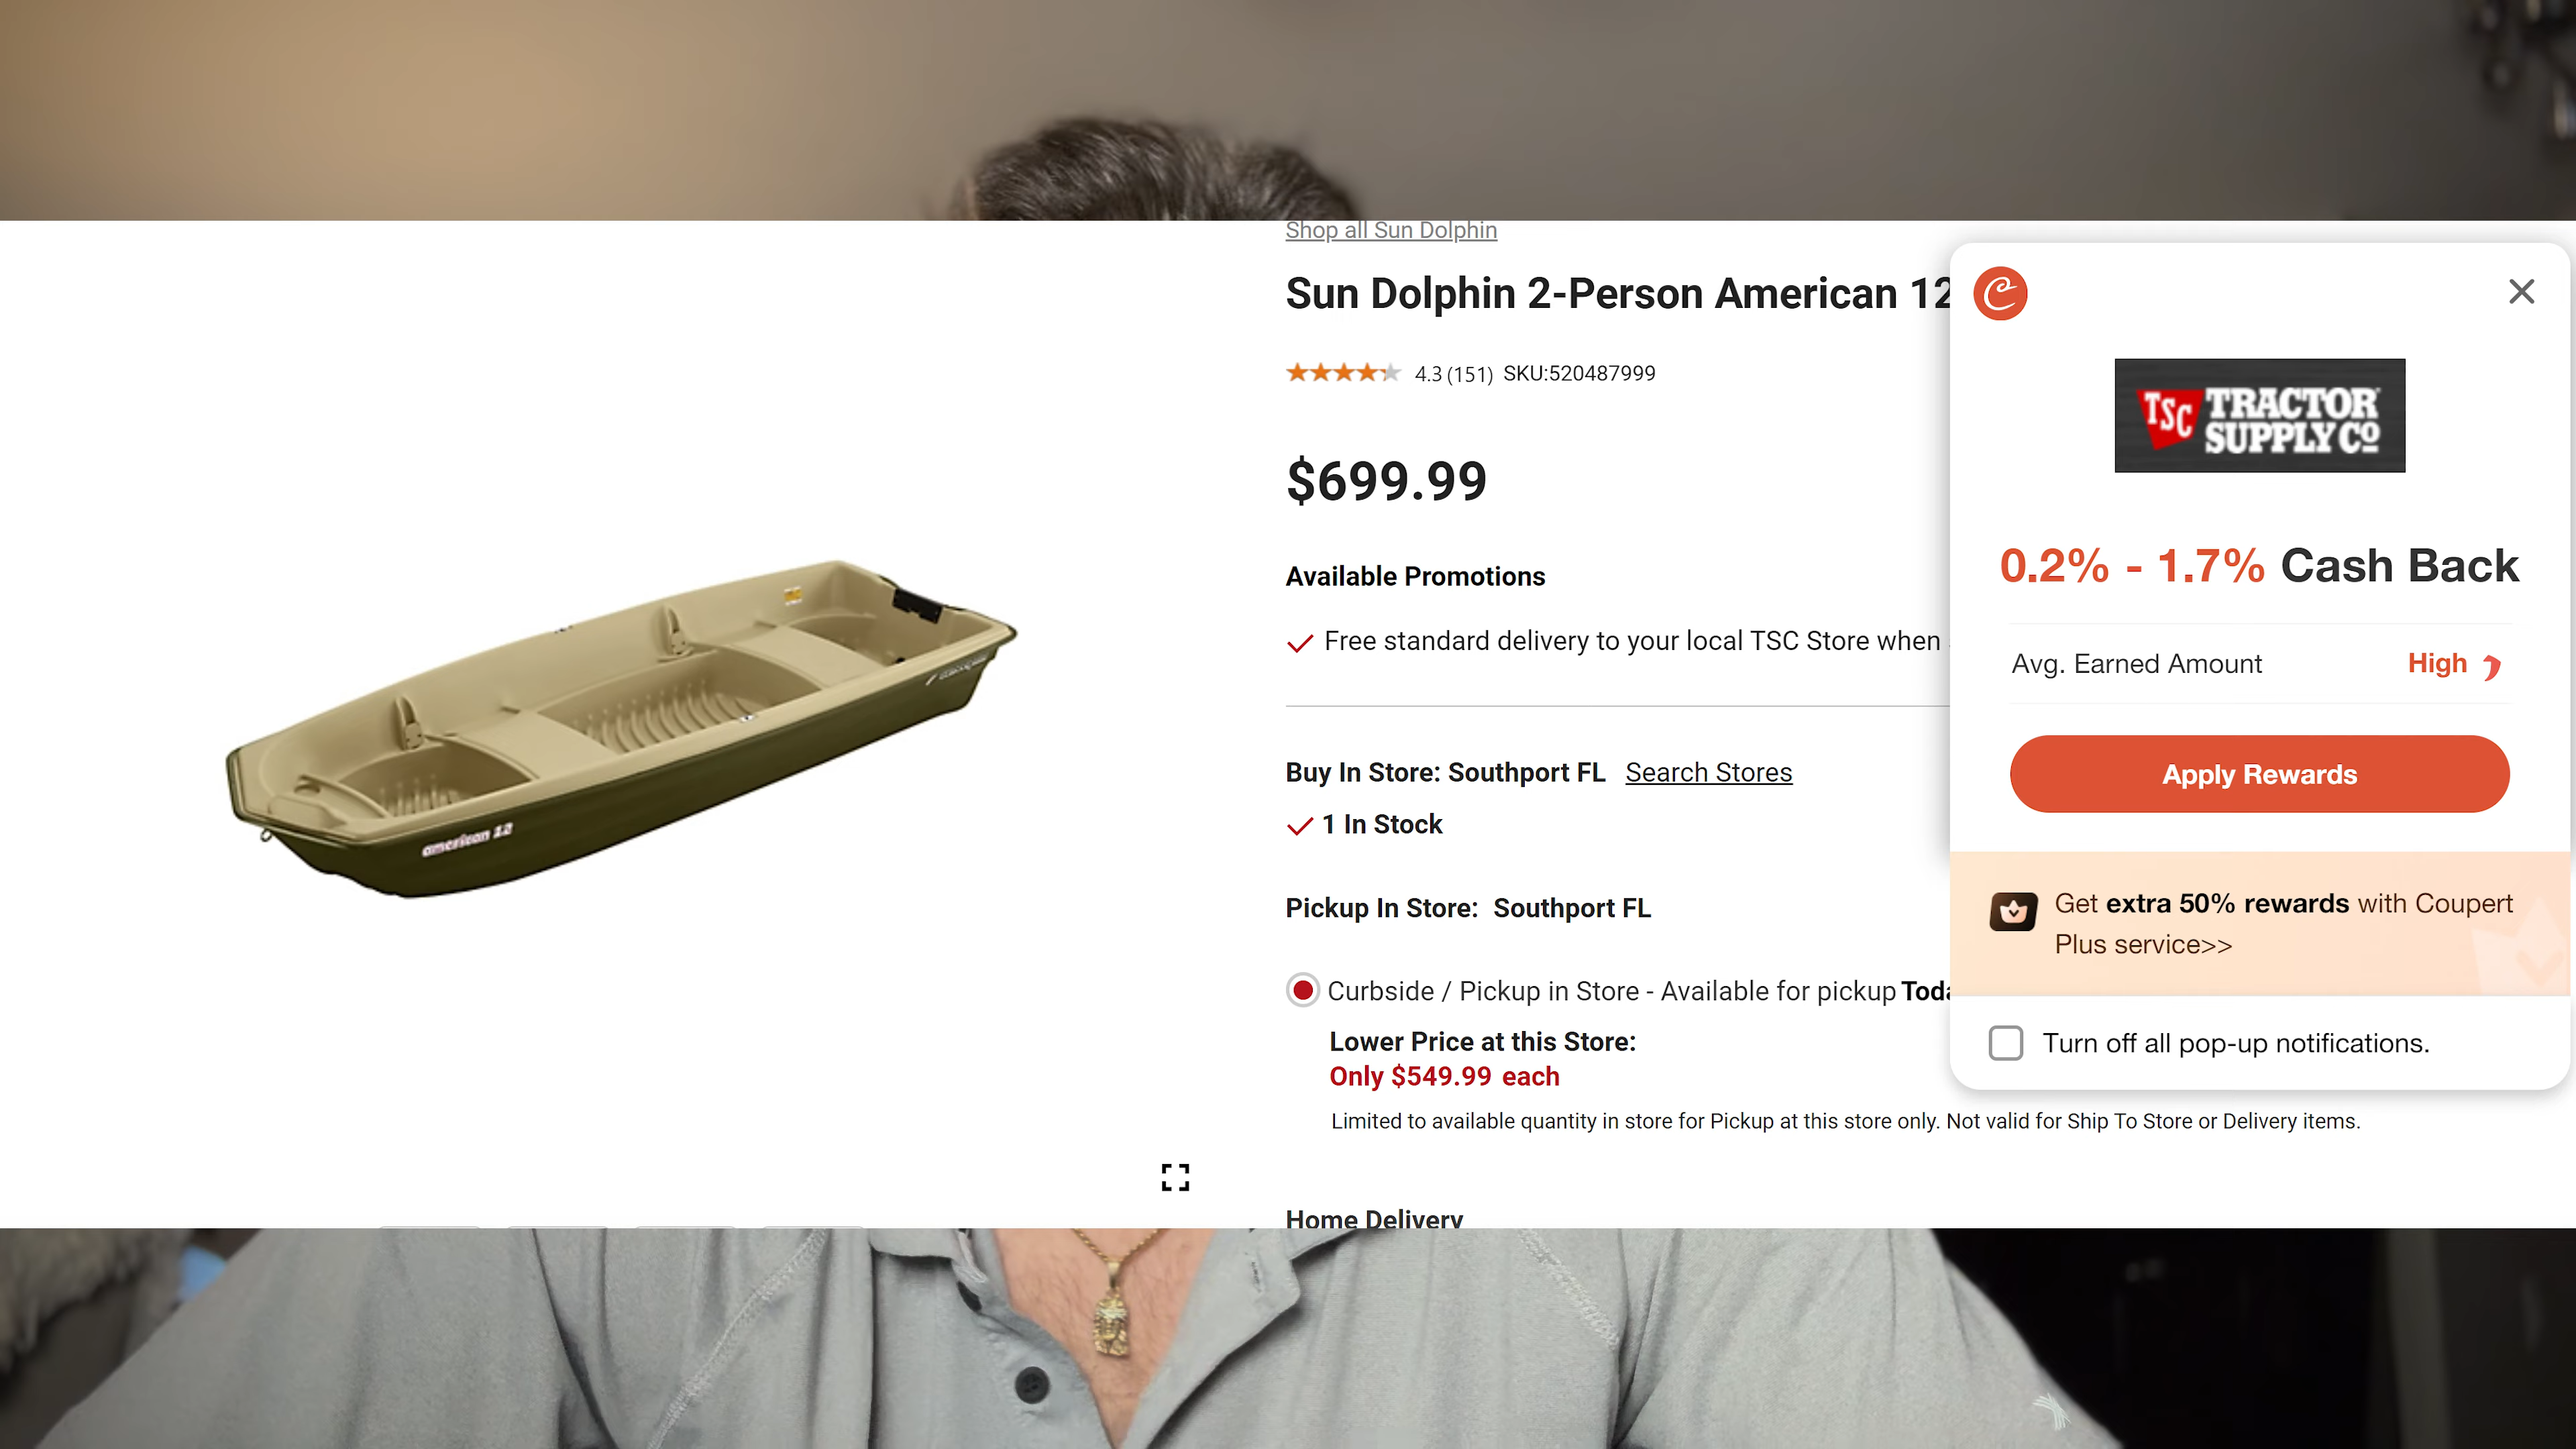 Shop all Sun Dolphin
Sun Dolphin 2-Person American 12
4.3 (151) SKU:520487999
$699.99
Available Promotions
Free standard delivery to your local TSC Store when
Buy In Store: Southport FL Search Stores
1 In Stock
Pickup In Store: Southport FL
Curbside / Pickup in Store - Available for pickup
Lower Price at this Store:
Only $549.99 each
Limited to available quantity in store for Pickup at this store only. Not valid for Ship To Store or Delivery items.
Home Delivery
american 12
TSC TRACTOR
SUPPLY CO
0.2% - 1.7% Cash Back
Avg. Earned Amount High
Apply Rewards
Get extra 50% rewards with Coupert
Plus service>>
Turn off all pop-up notifications.